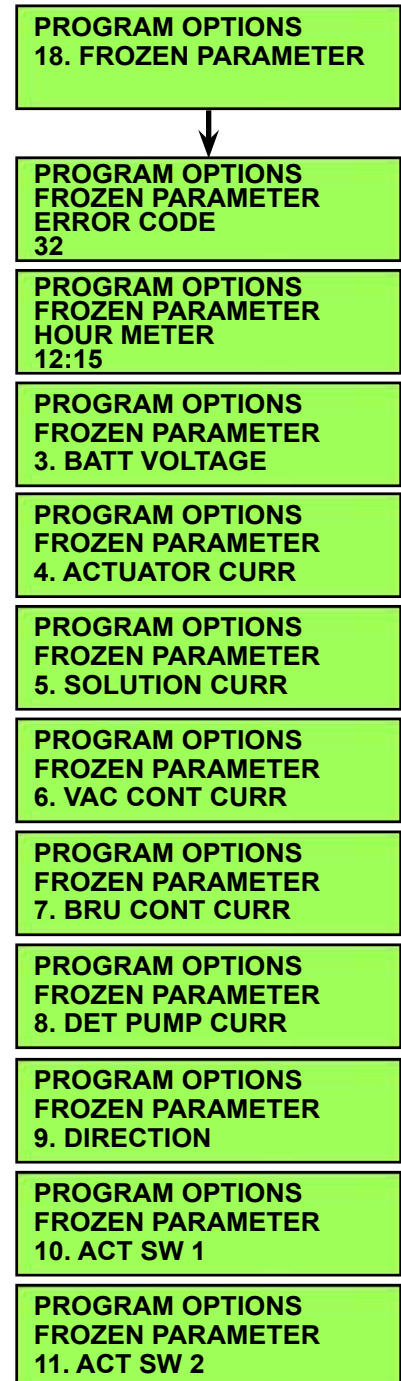 PROGRAM OPTIONS
18. FROZEN PARAMETER
PROGRAM OPTIONS
FROZEN PARAMETER
ERROR CODE
32
PROGRAM OPTIONS
FROZEN PARAMETER
HOUR METER
12:15
PROGRAM OPTIONS
FROZEN PARAMETER
3. BATT VOLTAGE
PROGRAM OPTIONS
FROZEN PARAMETER
4. ACTUATOR CURR
PROGRAM OPTIONS
FROZEN PARAMETER
5. SOLUTION CURR
PROGRAM OPTIONS
FROZEN PARAMETER
6. VAC CONT CURR
PROGRAM OPTIONS
FROZEN PARAMETER
7. BRU CONT CURR
PROGRAM OPTIONS
FROZEN PARAMETER
8. DET PUMP CURR
PROGRAM OPTIONS
FROZEN PARAMETER
9. DIRECTION
PROGRAM OPTIONS
FROZEN PARAMETER
10. ACT SW 1
PROGRAM OPTIONS
FROZEN PARAMETER
11. ACT SW 2